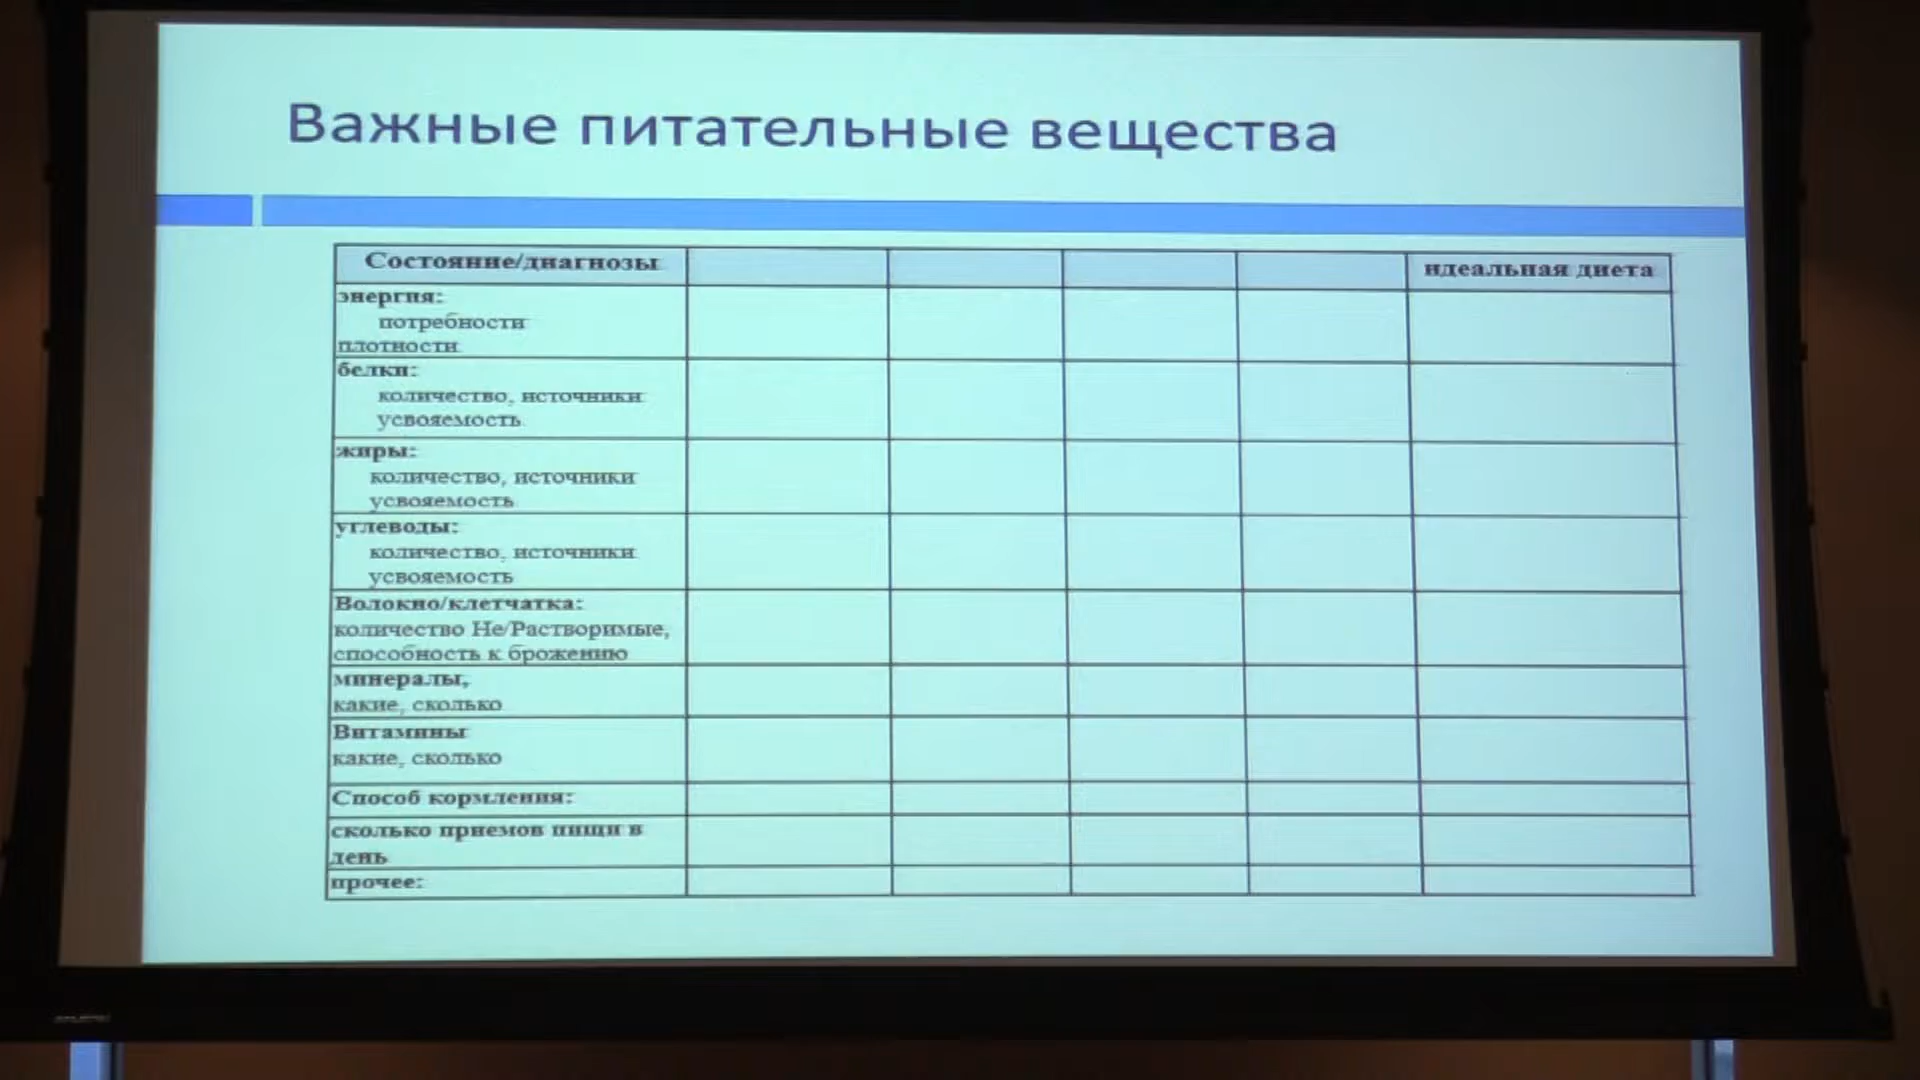 Важные питательные вещества
Состояние/диагнозы
идеальная диета
энергия:
потребности
плотности
белки:
количество, источники
усвояемость
жиры:
количество, источники
усвояемость
углеводы:
количество, источники
усвояемость
Волокно/клетчатка:
количество Не/Растворимые,
способность к брожению
минералы,
какие, сколько
Витамины
какие, сколько
Способ кормления:
сколько приемов пищи в
день
прочее: